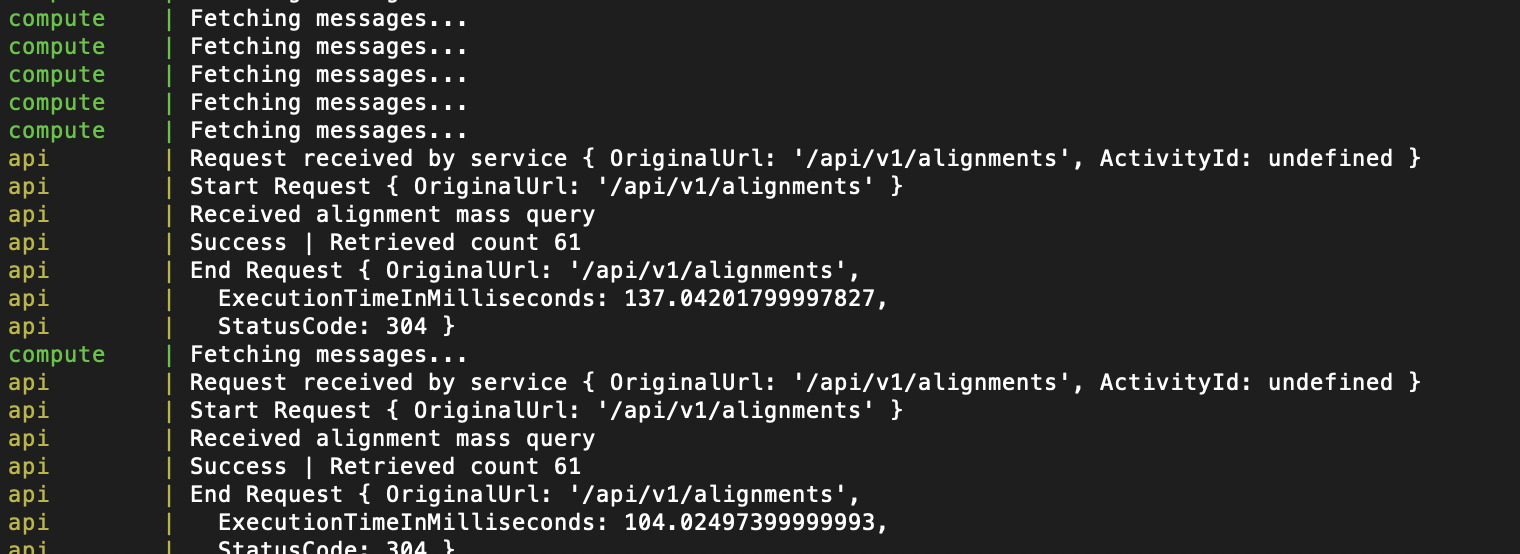 compute | Fetching messages...
compute | Fetching messages...
compute | Fetching messages...
compute | Fetching messages...
compute | Fetching messages...
api | Request received by service { OriginalUrl: '/api/v1/alignments', ActivityId: undefined }
api | Start Request { OriginalUrl: '/api/v1/alignments' }
api | Received alignment mass query
api | Success | Retrieved count 61
api | End Request { OriginalUrl: '/api/v1/alignments',
api | ExecutionTimeInMilliseconds: 137.04201799997827,
api | StatusCode: 304 }
compute | Fetching messages...
api | Request received by service { OriginalUrl: '/api/v1/alignments', ActivityId: undefined }
api | Start Request { OriginalUrl: '/api/v1/alignments' }
api | Received alignment mass query
api | Success | Retrieved count 61
api | End Request { OriginalUrl: '/api/v1/alignments',
api | ExecutionTimeInMilliseconds: 104.02497399999993,
api | StatusCode: 304 }